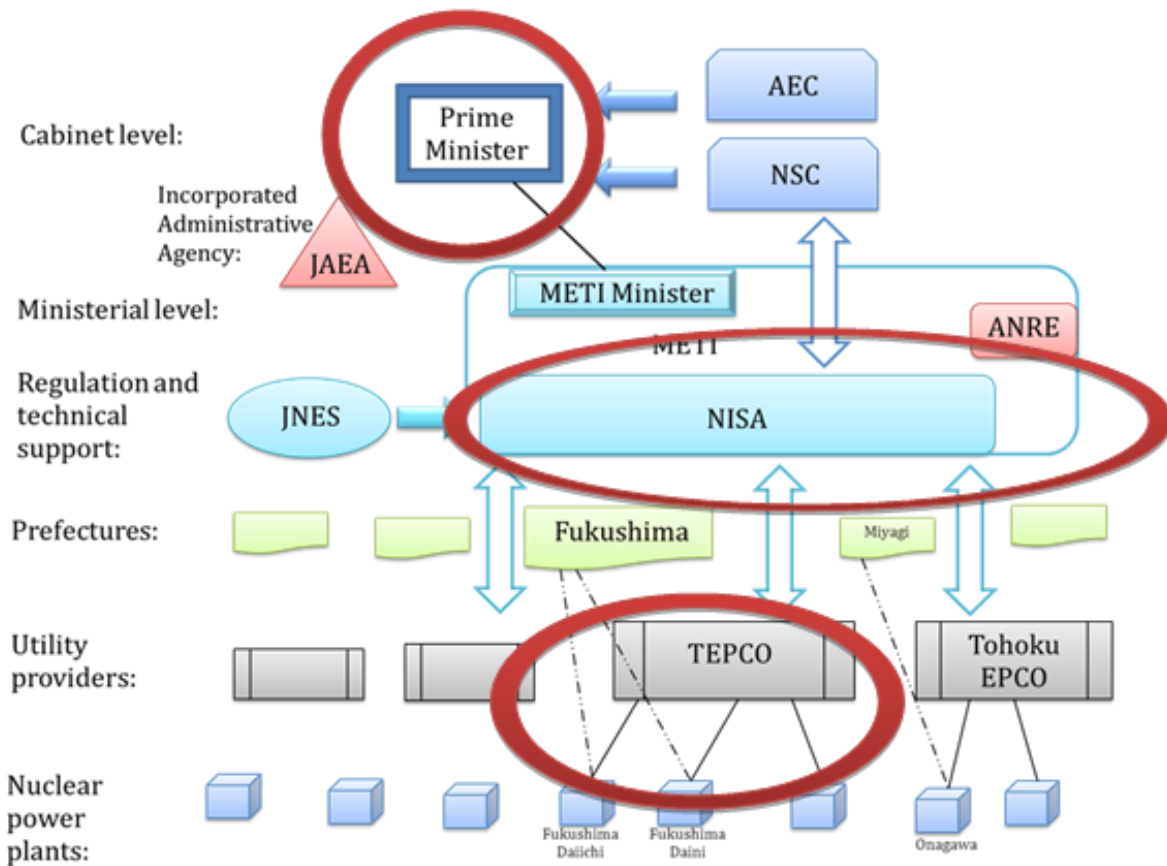 AEC
Prime
Minister
Cabinet level:
NSC
Incorporated
Administrative
Agency:
JAEA
METI Minister
Ministerial level:
ANRE
METI
Regulation and
technical
support:
JNES
NISA
Prefectures:
Fukushima
Miyagi
Utility
providers:
TEPCO
Tohoku
EPCO
Nuclear
power
plants:
Fukushima
Daiichi
Fukushima
Daini
Onagawa